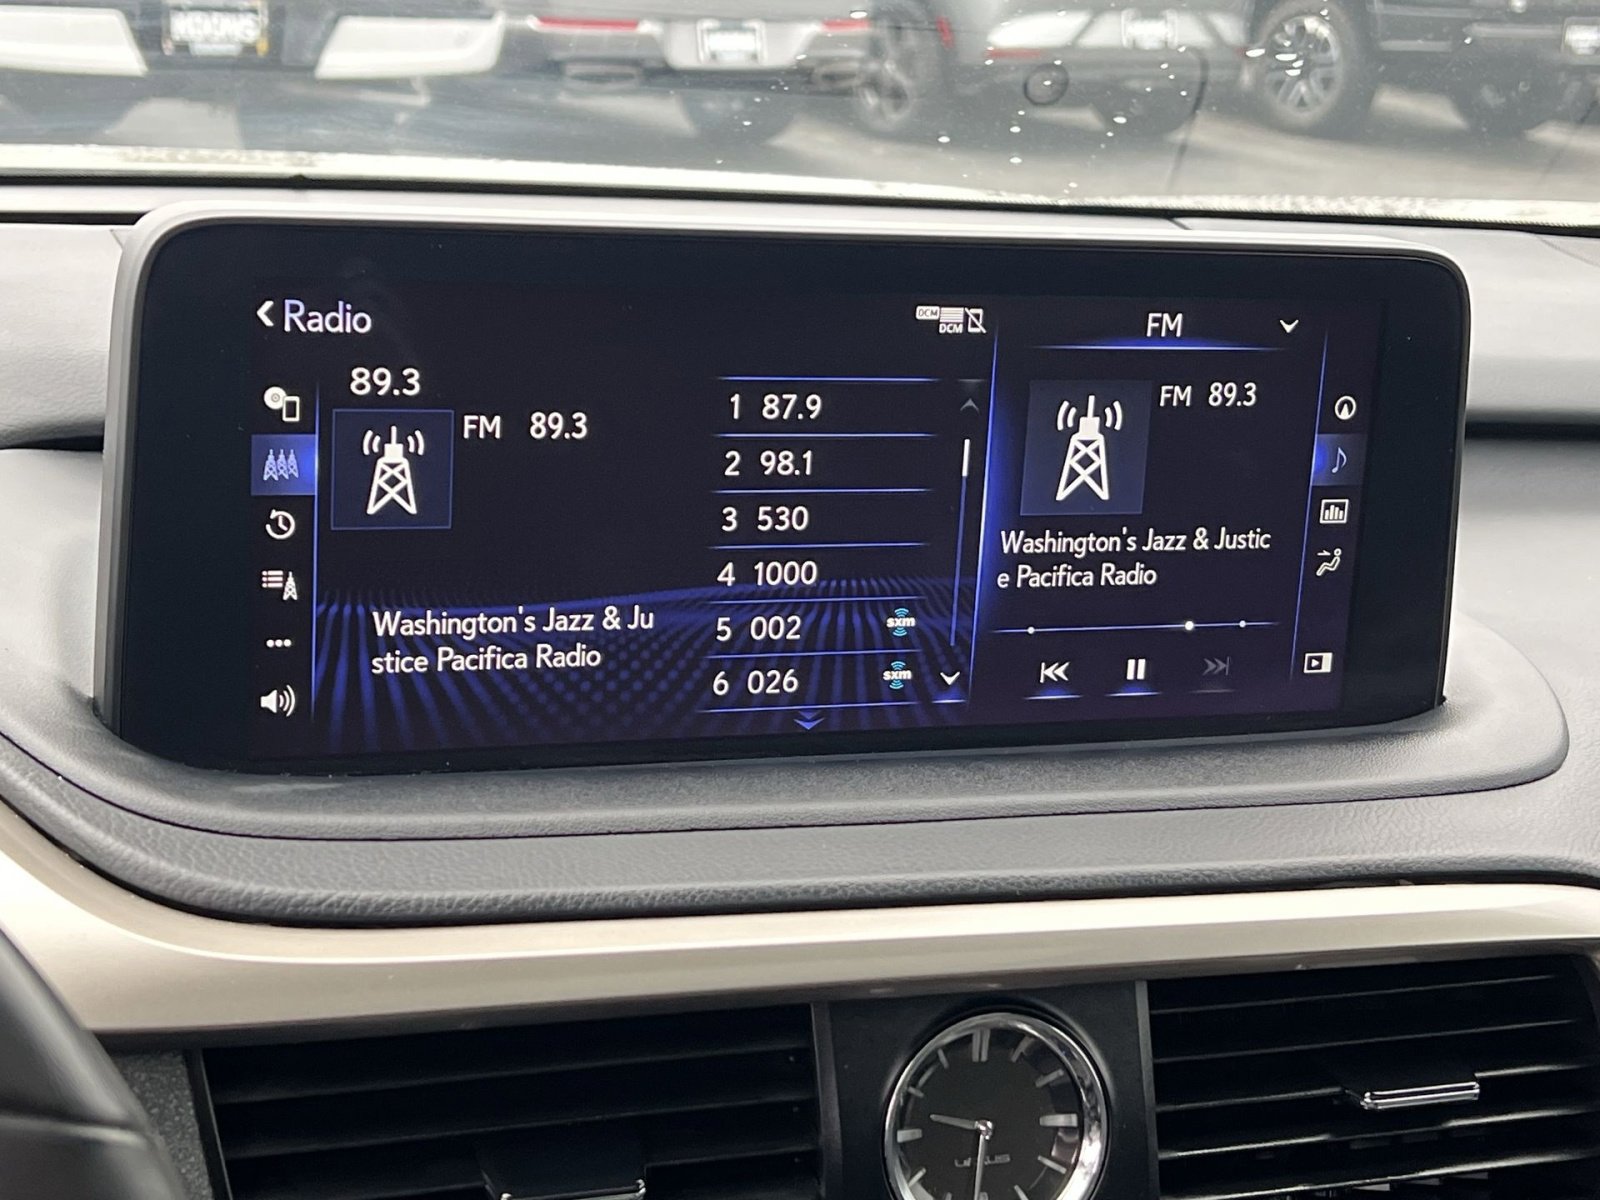 Radio
DCM
DCM
FM
89.3
FM 89.3
FM 89.3
1 87.9
2 98.1
3 530
4 1000
5 002 sxm
6 026 sxm
Washington's Jazz & Ju
stice Pacifica Radio
Washington's Jazz & Justic
e Pacifica Radio
LEXUS